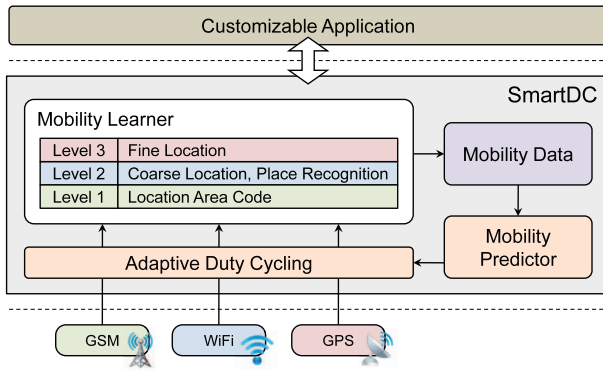 Customizable Application
SmartDC
Mobility Learner
Level 3 Fine Location
Level 2 Coarse Location, Place Recognition
Level 1 Location Area Code
Mobility Data
Mobility
Predictor
Adaptive Duty Cycling
GSM
WiFi
GPS